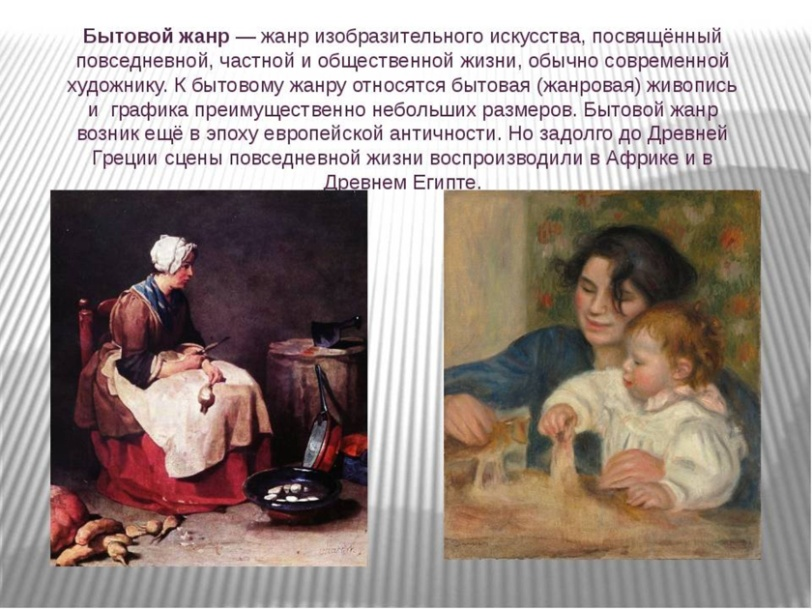 Бытовой жанр — жанр изобразительного искусства, посвящённый
повседневной, частной и общественной жизни, обычно современной
художнику. К бытовому жанру относятся бытовая (жанровая) живопись
и графика преимущественно небольших размеров. Бытовой жанр
возник ещё в эпоху европейской античности. Но задолго до Древней
Греции сцены повседневной жизни воспроизводили в Африке и в
Древнем Египте.